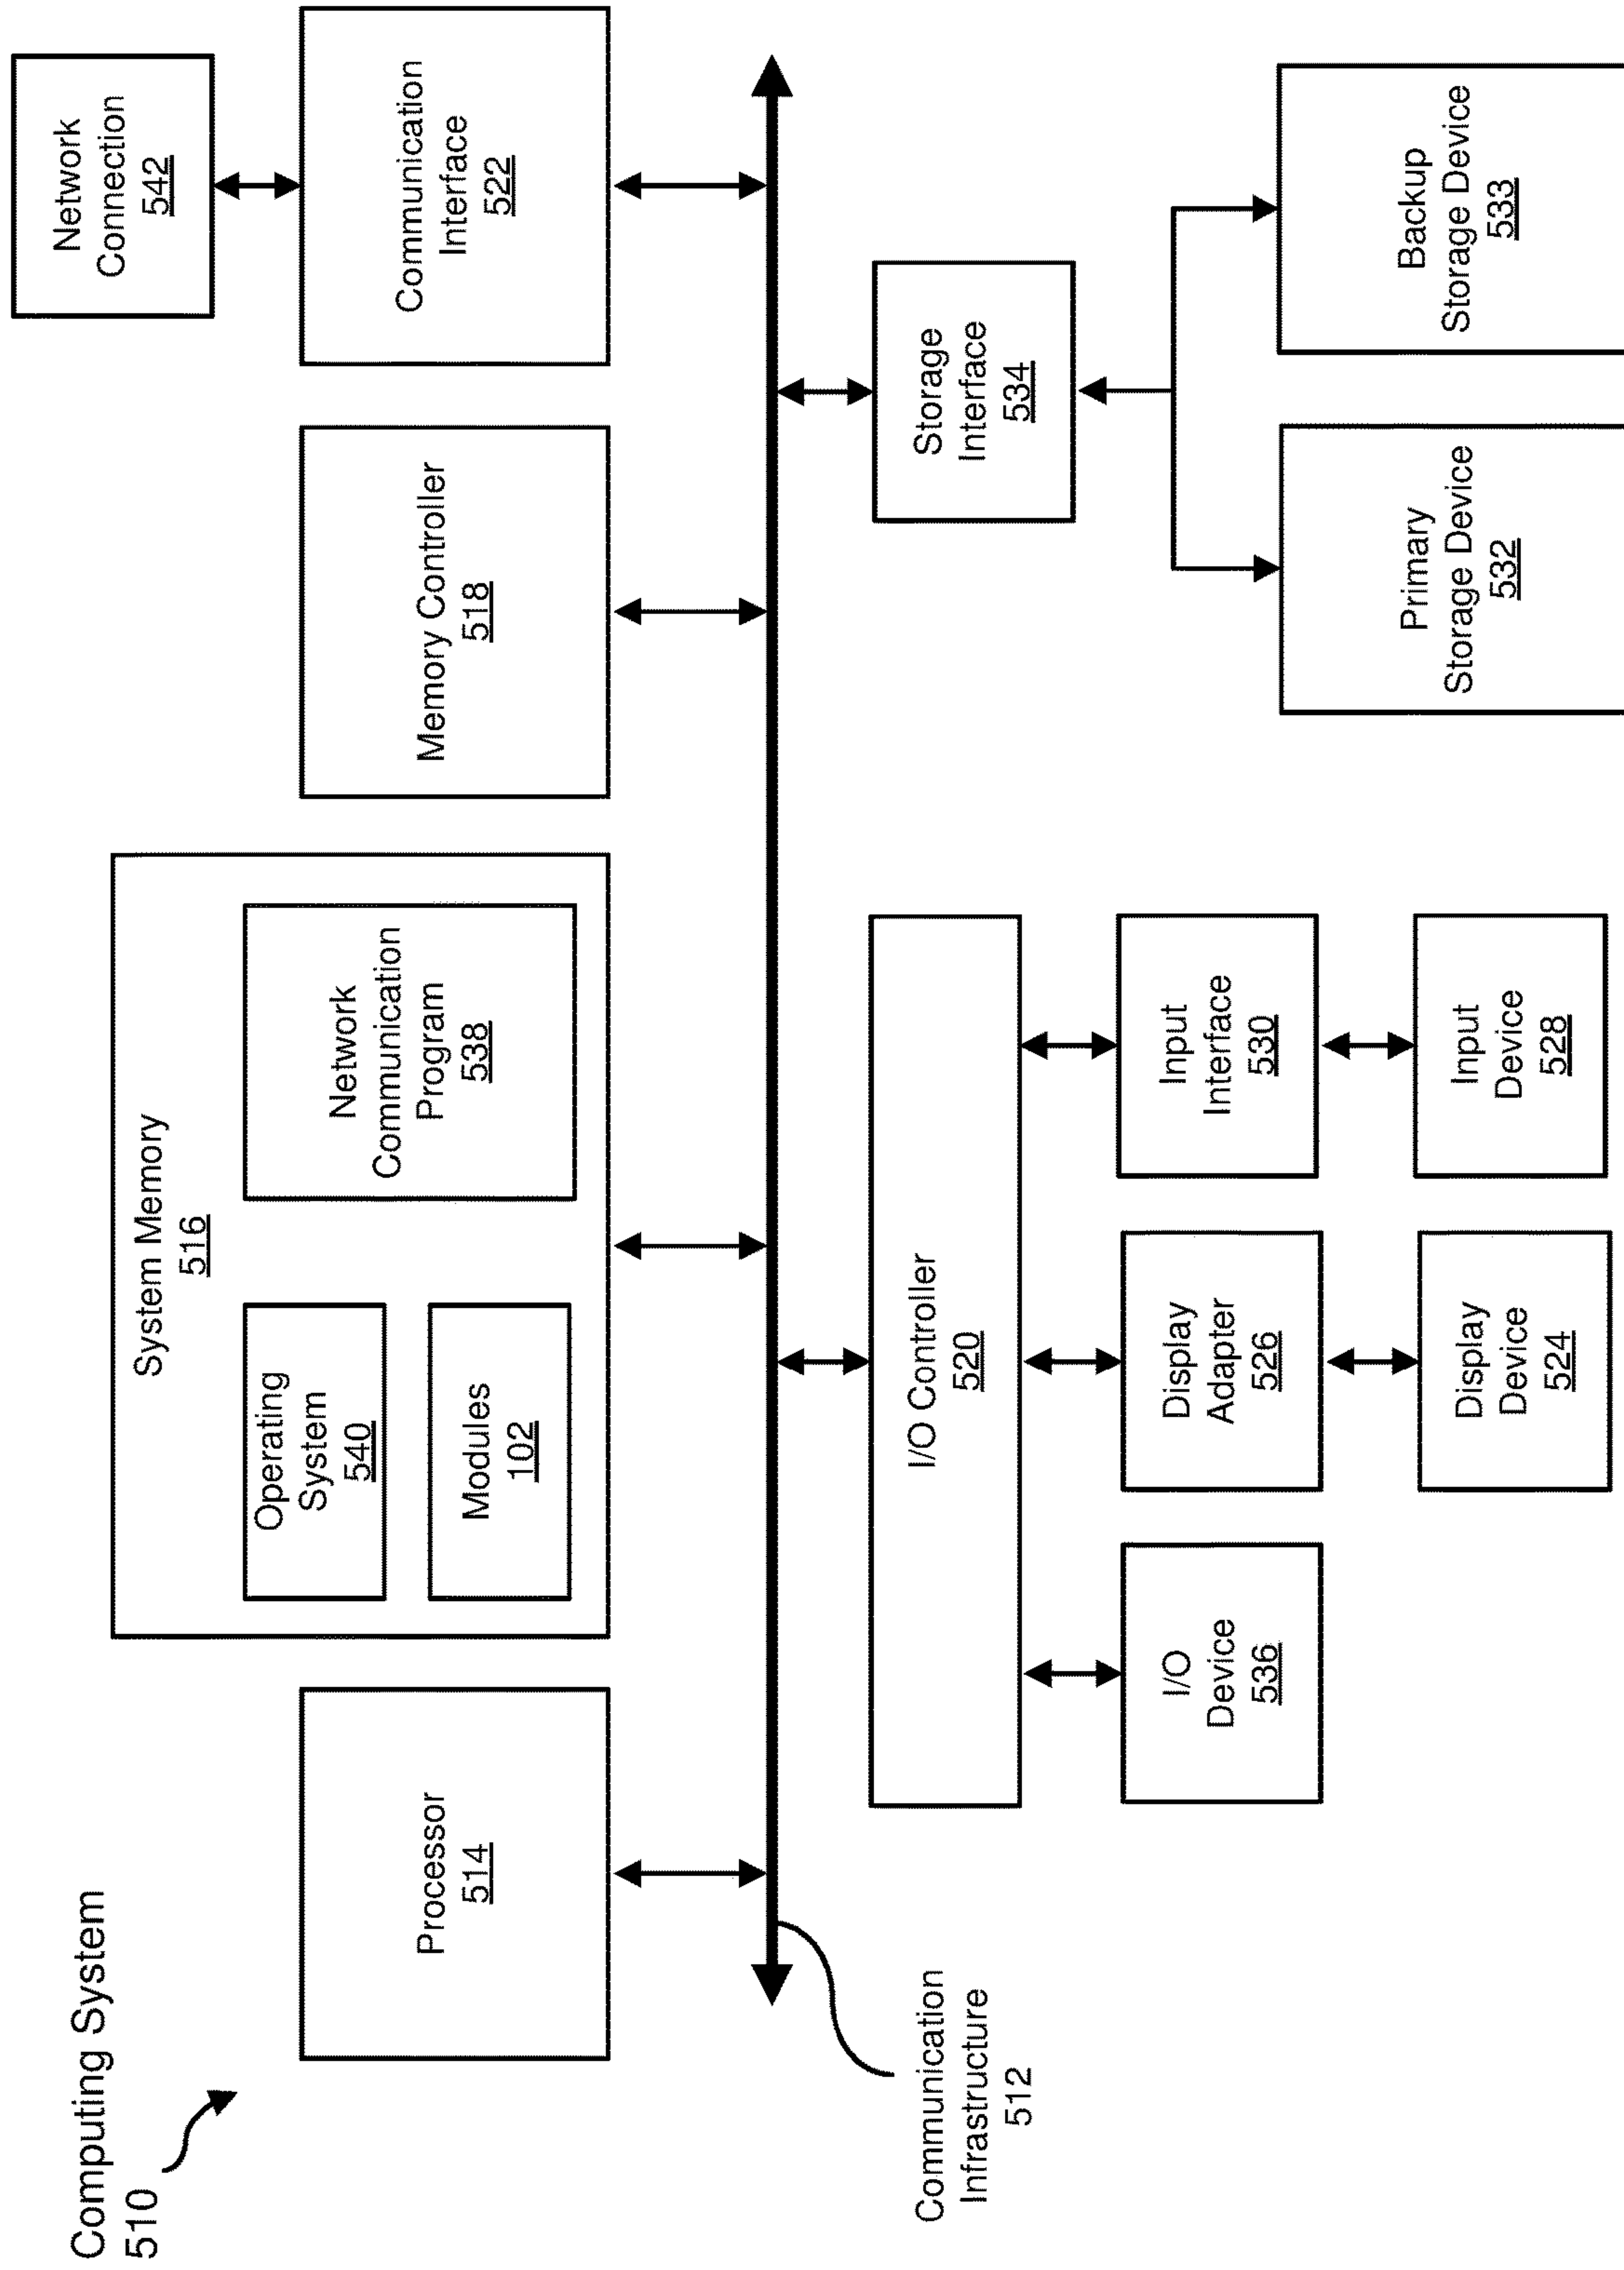 Computing System
510
Processor
514
System Memory
516
Operating
System
540
Modules
102
Network
Communication
Program
538
Memory Controller
518
Communication
Interface
522
Network
Connection
542
Communication
Infrastructure
512
I/O Controller
520
I/O
Device
536
Display
Adapter
526
Input
Interface
530
Display
Device
524
Input
Device
528
Storage
Interface
534
Primary
Storage Device
532
Backup
Storage Device
533